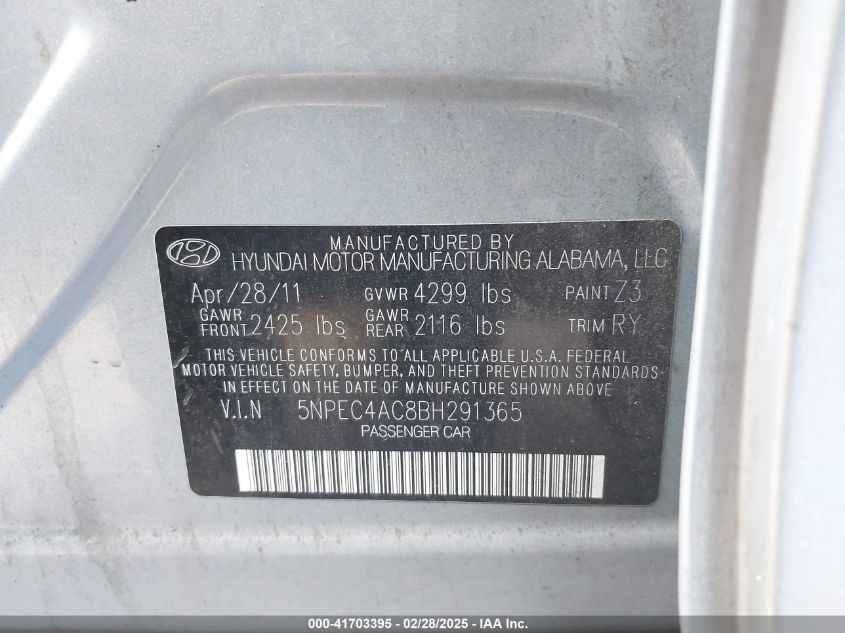 MANUFACTURED BY
HYUNDAI MOTOR MANUFACTURING ALABAMA, LLC
Apr/28/11 GVWR 4299 lbs PAINT Z3
GAWR FRONT 2425 lbs GAWR REAR 2116 lbs TRIM RY
THIS VEHICLE CONFORMS TO ALL APPLICABLE U.S.A. FEDERAL
MOTOR VEHICLE SAFETY, BUMPER, AND THEFT PREVENTION STANDARDS
IN EFFECT ON THE DATE OF MANUFACTURE SHOWN ABOVE
V.I.N 5NPEC4AC8BH291365
PASSENGER CAR
000-41703395 - 02/28/2025 - IAA Inc.